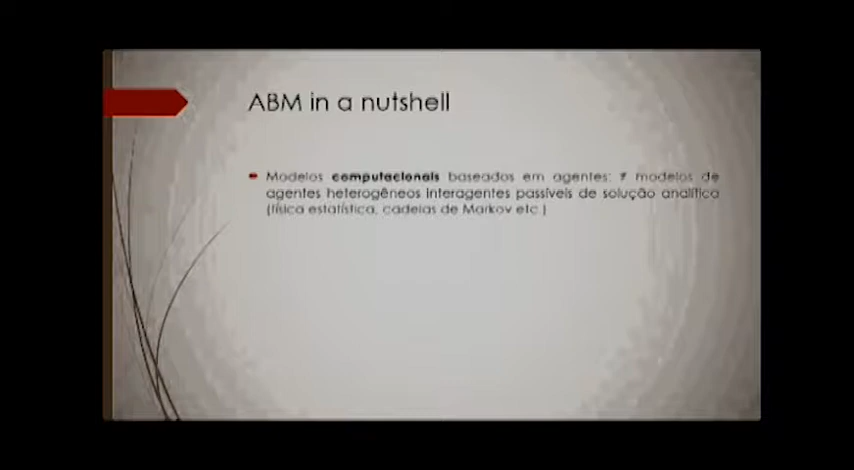 ABM in a nutshell
Modelos computacionais baseados em agentes: ≠ modelos de
agentes heterogêneos interagentes passíveis de solução analítica
(física estatística, cadeias de Markov etc.)